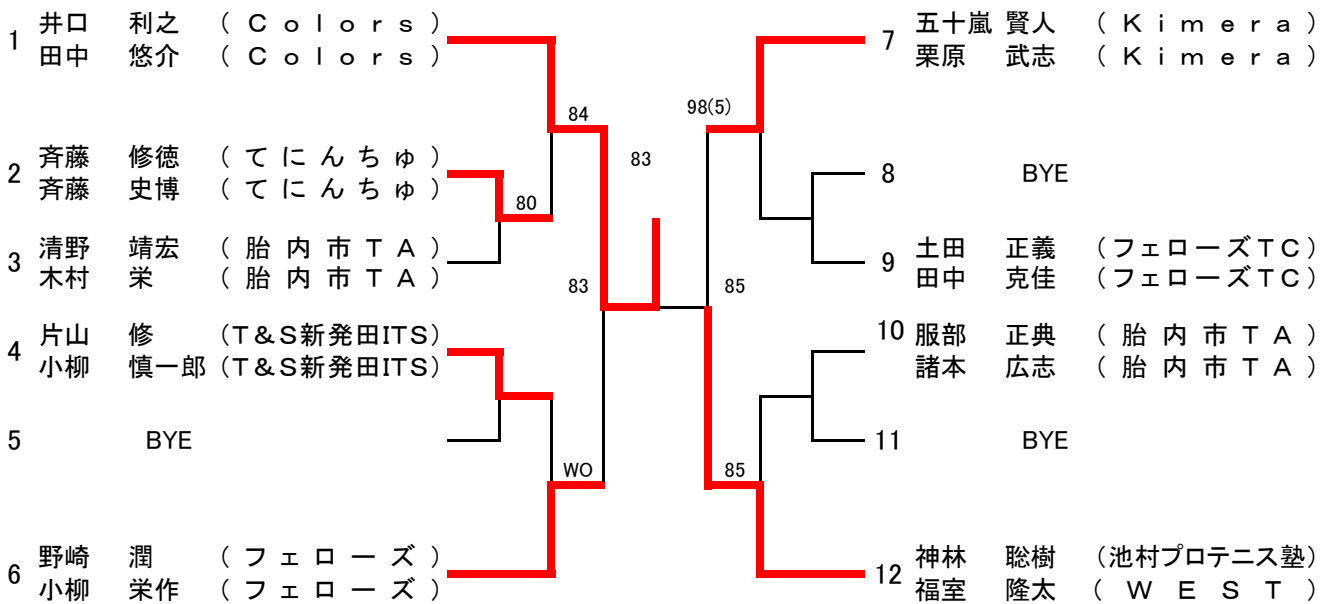 1
井口 利之 (Colors)
田中 悠介 (Colors)
84
2
斉藤 修徳 (てにんちゅ)
斉藤 史博 (てにんちゅ)
80
3
清野 靖宏 (胎内市TA)
木村 栄 (胎内市TA)
83
4
片山 修 (T&S新発田ITS)
小柳 慎一郎 (T&S新発田ITS)
5
BYE
WO
6
野崎 潤 (フェローズ)
小柳 栄作 (フェローズ)
83
7
五十嵐 賢人 (Kimera)
栗原 武志 (Kimera)
98(5)
8
BYE
9
土田 正義 (フェローズTC)
田中 克佳 (フェローズTC)
85
10
服部 正典 (胎内市TA)
諸本 広志 (胎内市TA)
11
BYE
85
12
神林 聡樹 (池村プロテニス塾)
福室 隆太 (WEST)